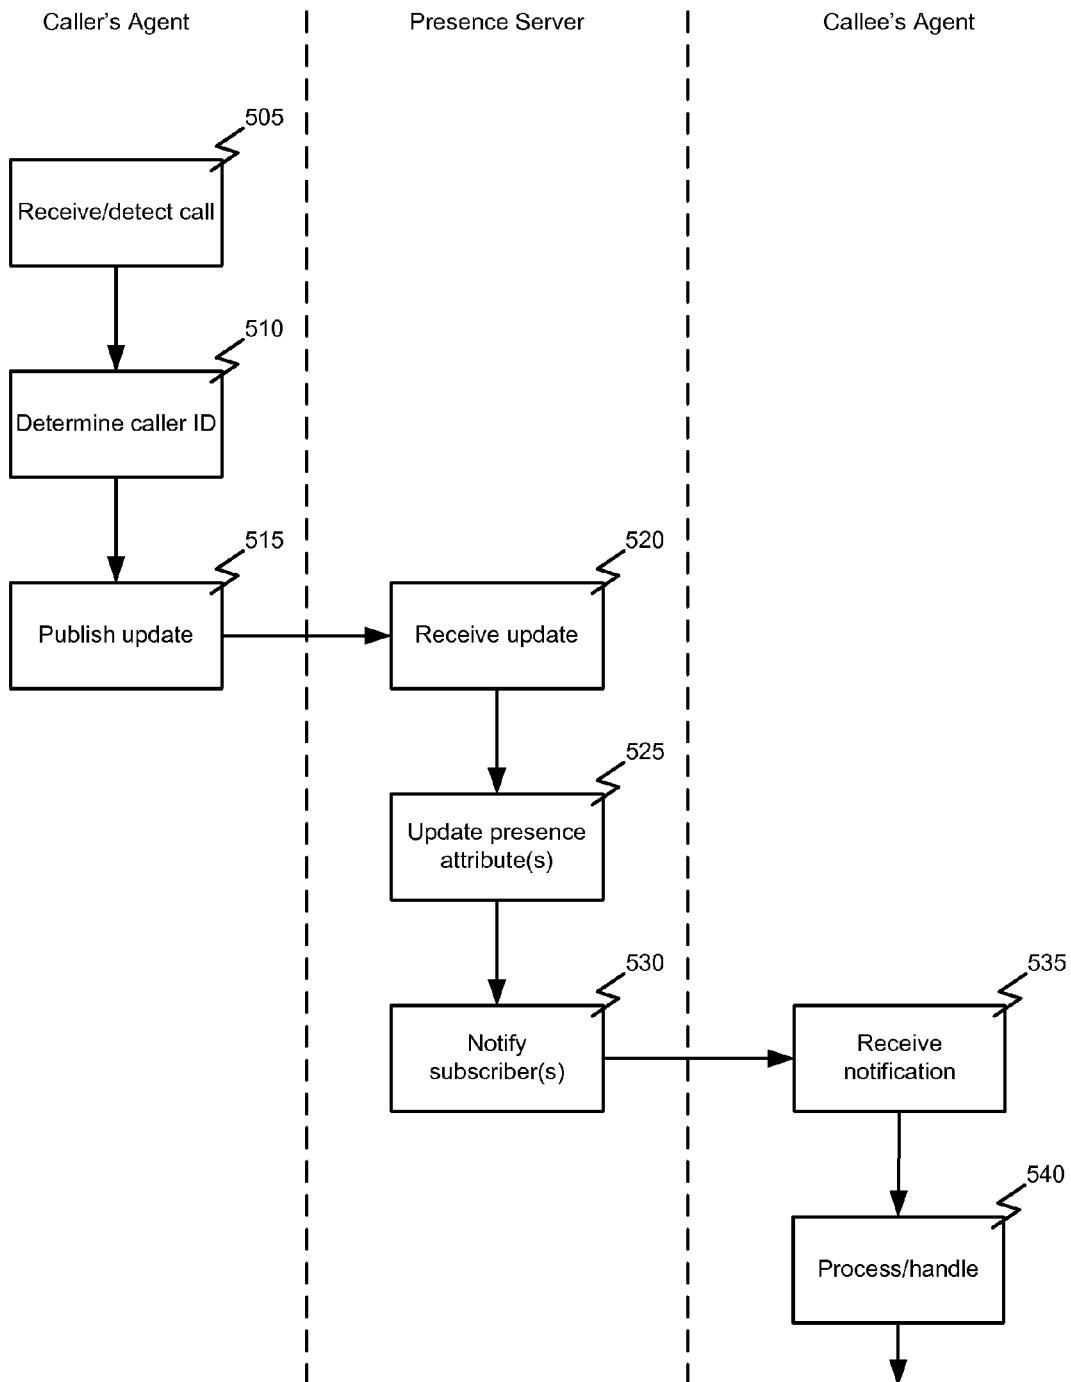 Caller's Agent
Presence Server
Callee's Agent
505
Receive/detect call
510
Determine caller ID
515
Publish update
520
Receive update
525
Update presence
attribute(s)
530
Notify
subscriber(s)
535
Receive
notification
540
Process/handle